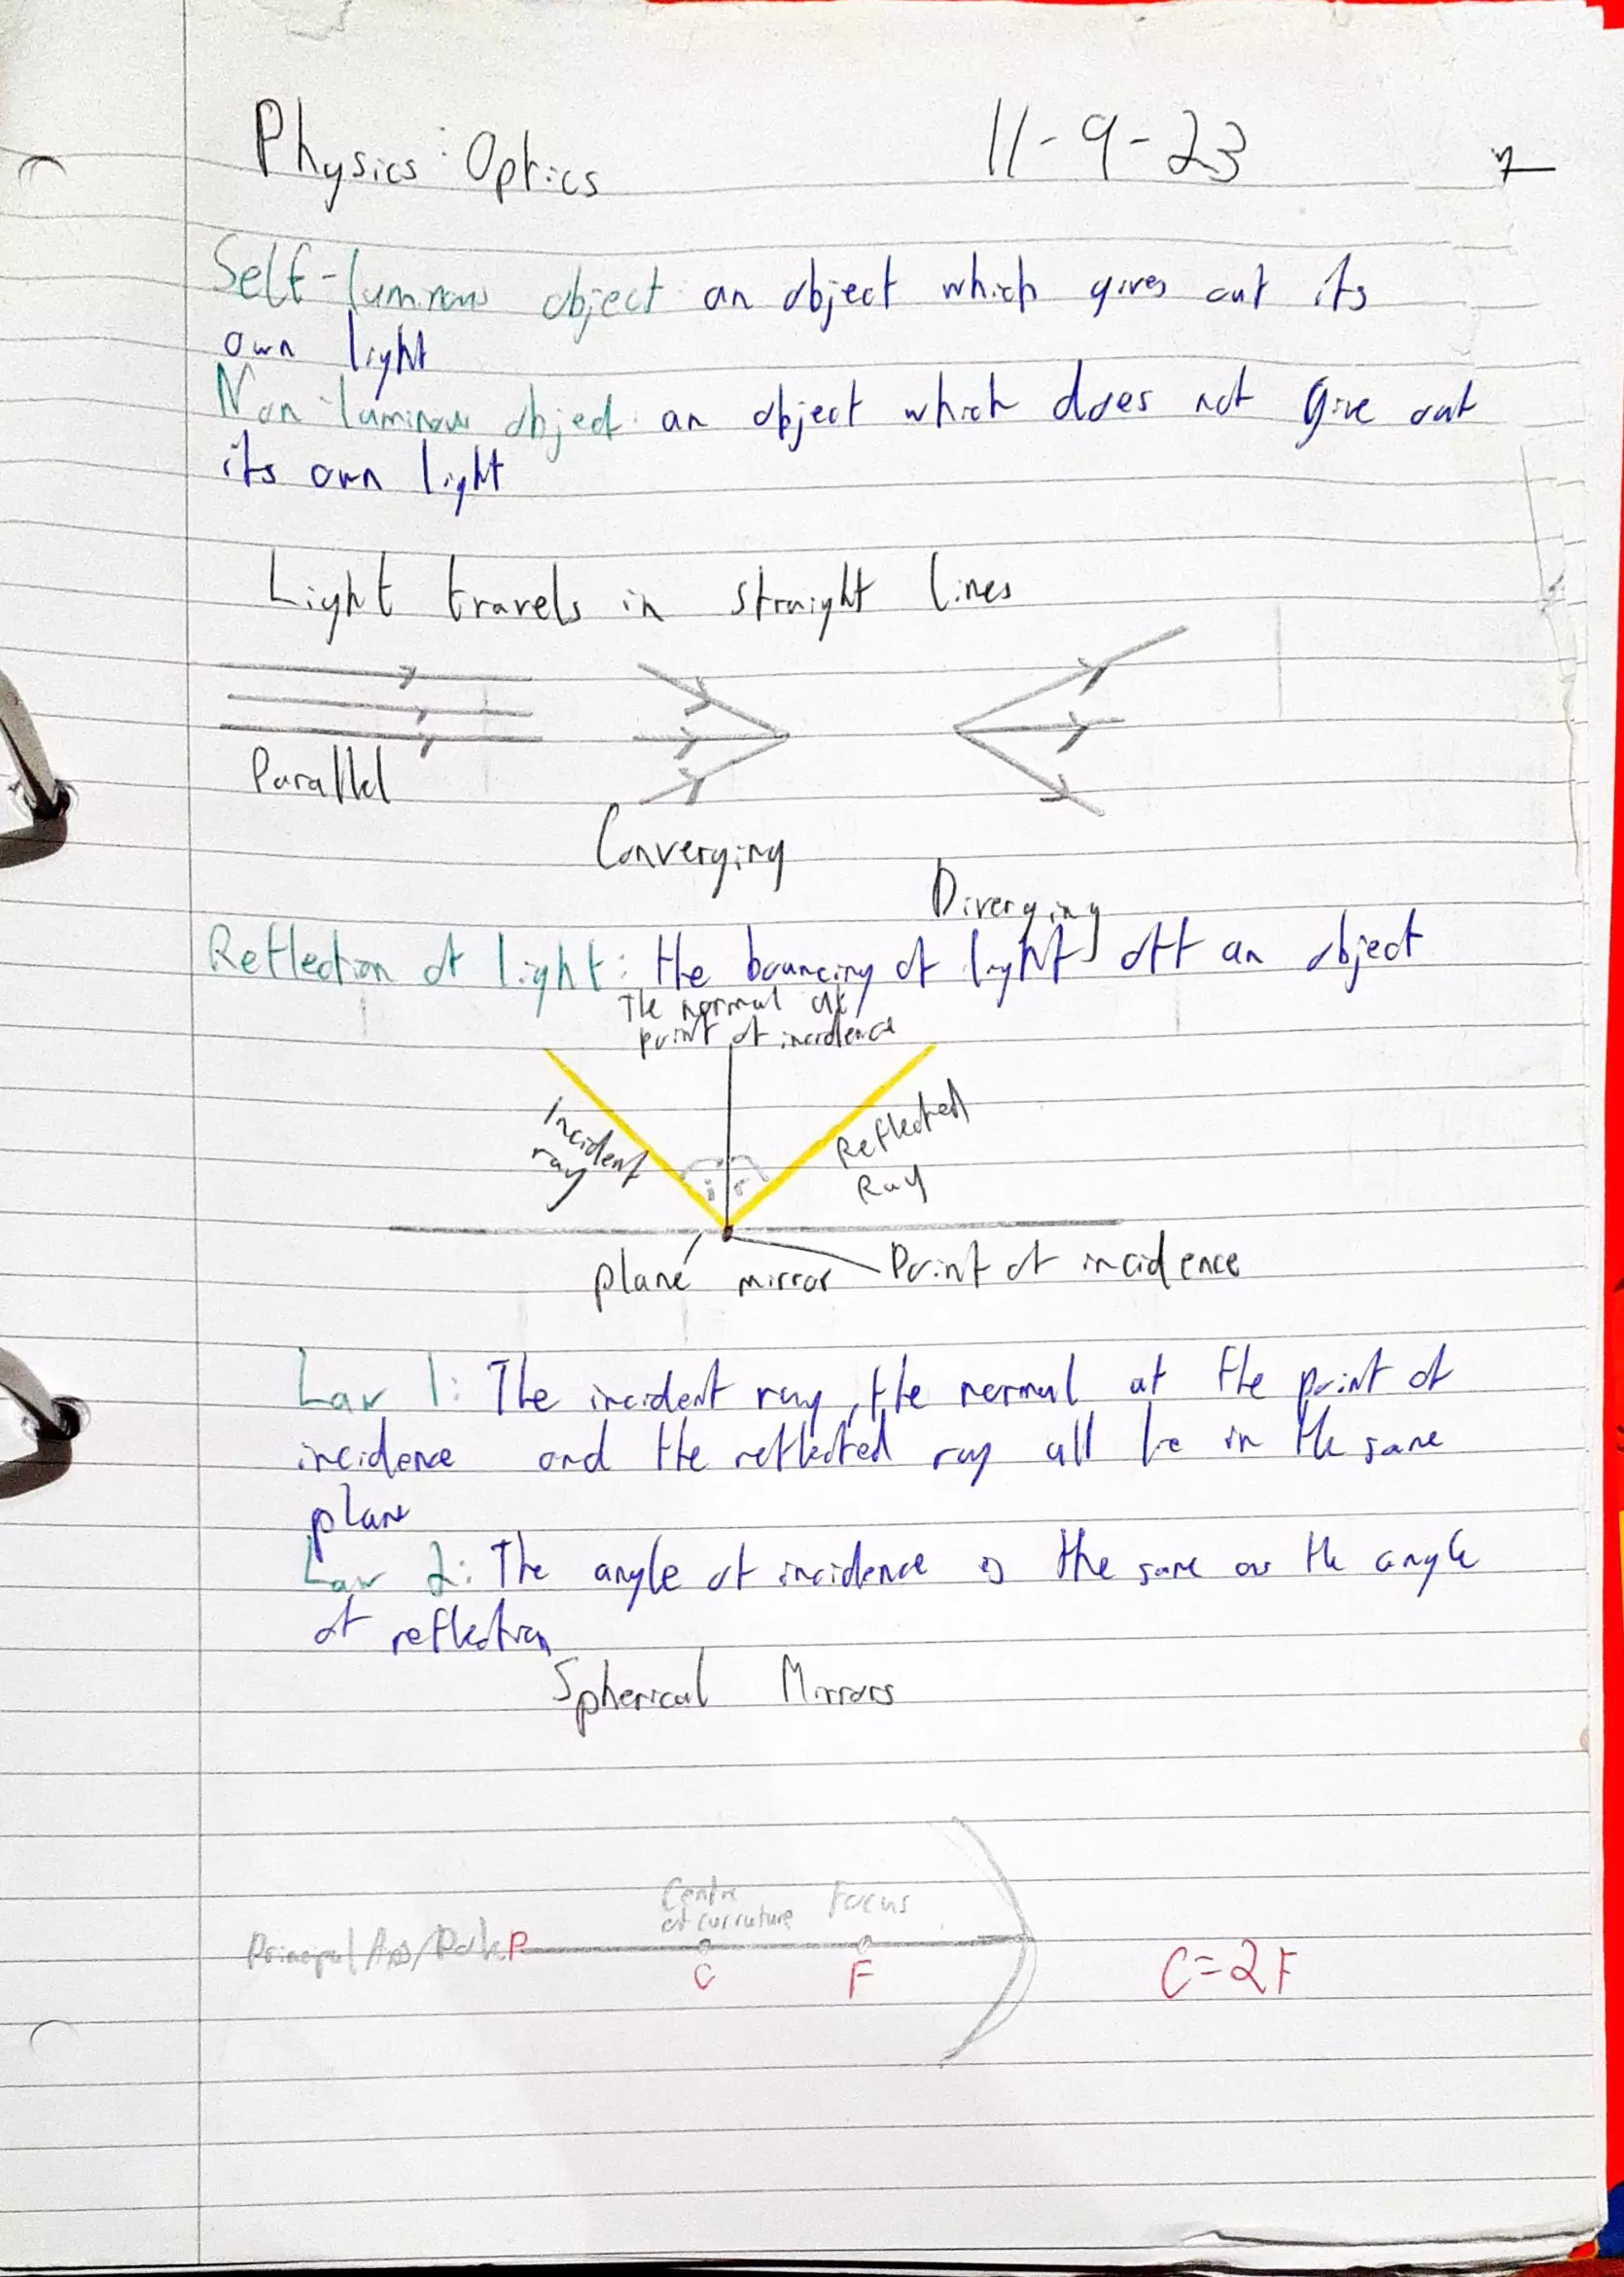 Physics: Optics 11-9-23
Self-luminous object: an object which gives out its
own light
Non-luminous object: an object which does not give out
its own light
Light travels in straight lines
Parallel
Converging
Diverging
Reflection of light: the bouncing of light off an object
The normal at
point of incidence
Incident
ray
Reflected
Ray
i r
plane mirror Point of incidence
Law 1: The incident ray, the normal at the point of
incidence and the reflected ray all lie in the same
plane
Law 2: The angle of incidence is the same as the angle
of reflection
Spherical Mirrors
Centre
of curvature Focus
Principal Axis/Pole P
C F C=2F